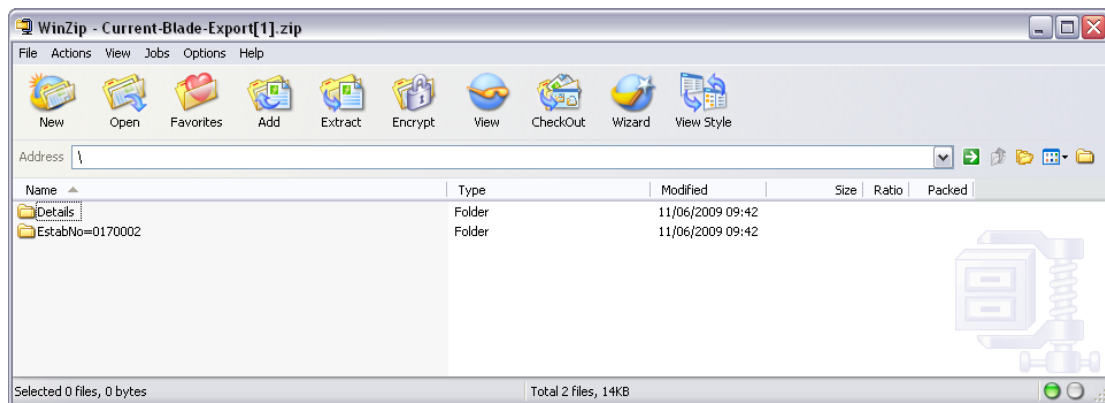 WinZip - Current-Blade-Export[1].zip
File Actions View Jobs Options Help
New Open Favorites Add Extract Encrypt View CheckOut Wizard View Style
Address \
Name Type Modified Size Ratio Packed
Details Folder 11/06/2009 09:42
EstabNo=0170002 Folder 11/06/2009 09:42
Selected 0 files, 0 bytes Total 2 files, 14KB